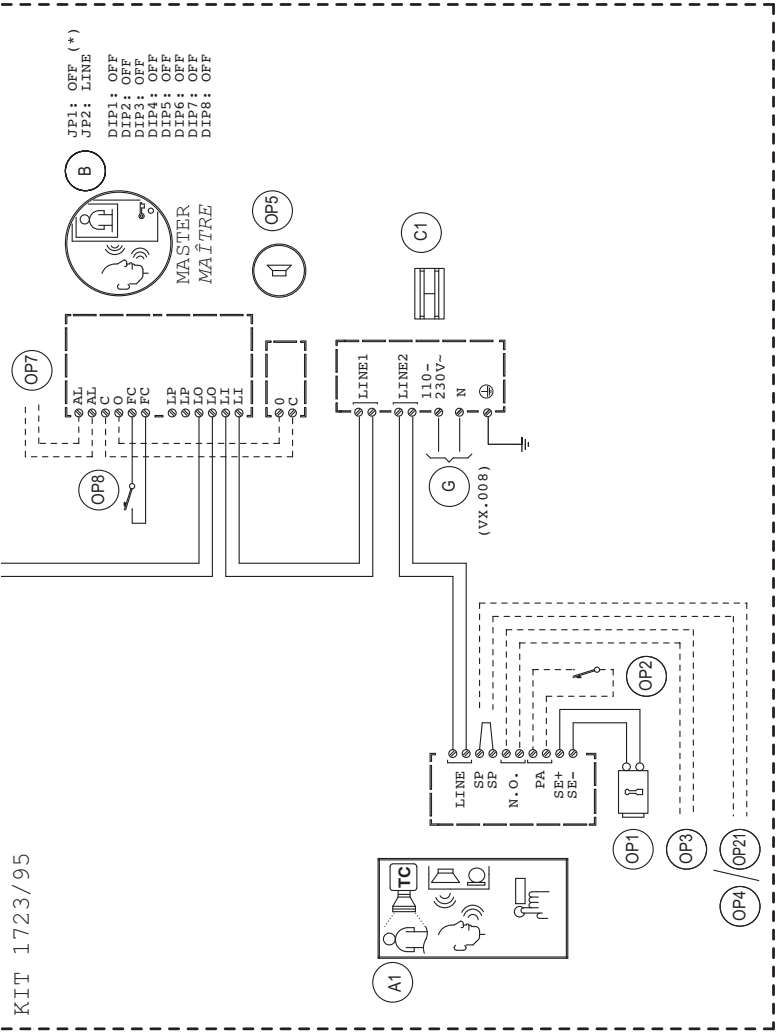 KIT 1723/95
JP1: OFF (*)
JP2: LINE
DIP1: OFF
DIP2: OFF
DIP3: OFF
DIP4: OFF
DIP5: OFF
DIP6: OFF
DIP7: OFF
DIP8: OFF
B
MASTER
MAÎTRE
OP5
C1
OP7
AL
AL
C
O
FC
FC
LP
LP
LO
LO
LI
LI
0
C
OP8
LINE1
LINE2
110-
230V~
N
G
(VX.008)
LINE
SP
SP
N.O.
PA
SE+
SE-
OP2
OP1
OP3
OP4
/
OP21
A1
TC